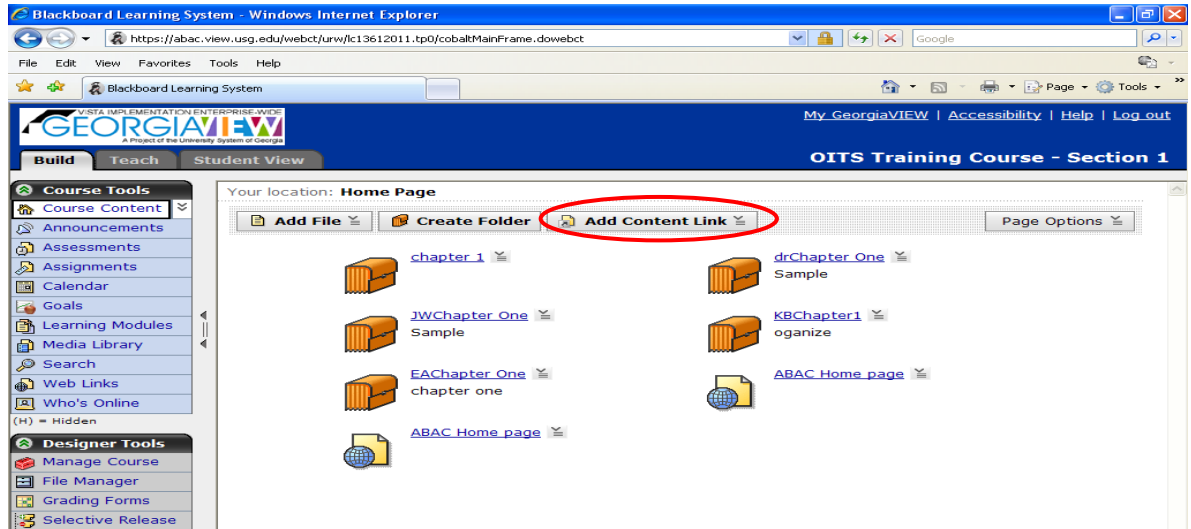 Blackboard Learning System - Windows Internet Explorer
https://abac.view.usg.edu/webct/urw/lc13612011.tp0/cobaltMainFrame.dowebct
Google
File Edit View Favorites Tools Help
Blackboard Learning System
Page Tools
VISTA IMPLEMENTATION ENTERPRISE-WIDE
GEORGIAVIEW
A Project of the University System of Georgia
My GeorgiaVIEW | Accessibility | Help | Log out
Build Teach Student View
OITS Training Course - Section 1
Course Tools
Course Content
Announcements
Assessments
Assignments
Calendar
Goals
Learning Modules
Media Library
Search
Web Links
Who's Online
(H) = Hidden
Designer Tools
Manage Course
File Manager
Grading Forms
Selective Release
Your location: Home Page
Add File Create Folder Add Content Link Page Options
chapter 1
drChapter One
Sample
JWChapter One
Sample
KBChapter1
oganize
EAChapter One
chapter one
ABAC Home page
ABAC Home page